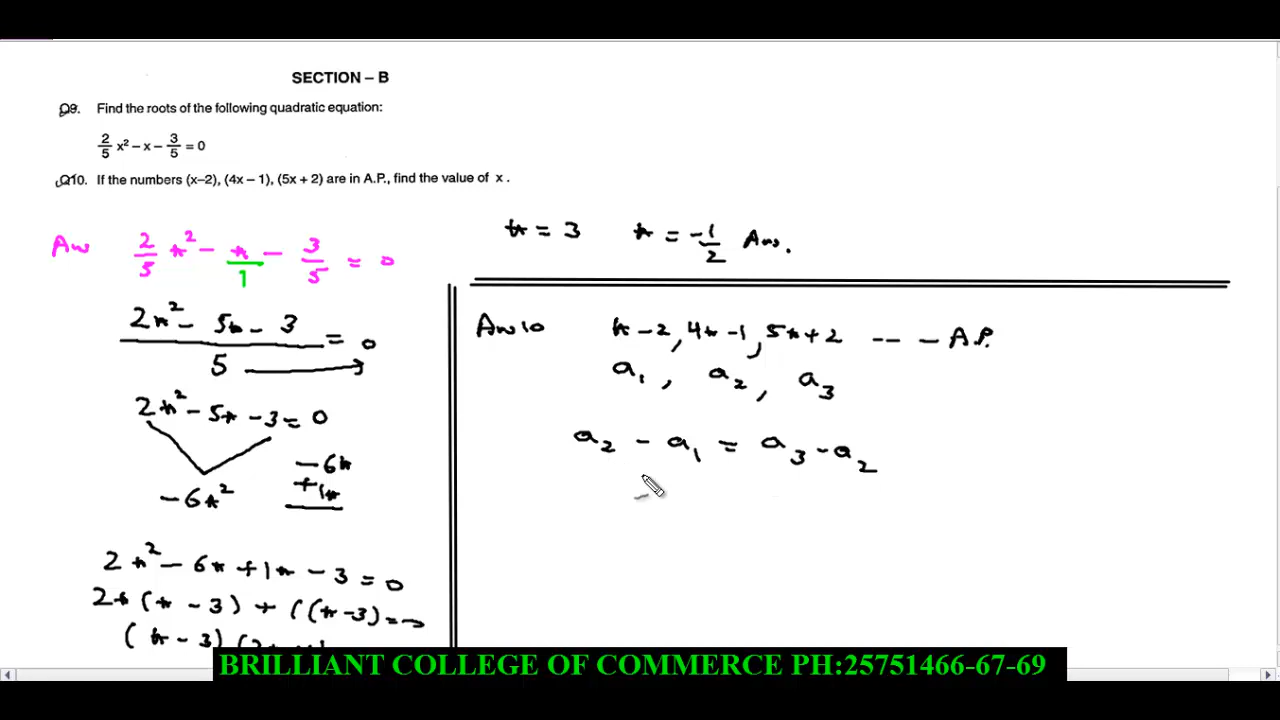 SECTION – B
Q9. Find the roots of the following quadratic equation:
2/5 x² – x – 3/5 = 0
Q10. If the numbers (x–2), (4x – 1), (5x + 2) are in A.P., find the value of x .
Ans 2/5 x² – x/1 – 3/5 = 0
2x² – 5x – 3 / 5 = 0
2x² – 5x – 3 = 0
– 6x² – 6x + 1x
2x² – 6x + 1x – 3 = 0
2x (x – 3) + 1(x – 3) = 0
(x – 3)
x = 3 x = –1/2 Ans.
Ans 10 x – 2, 4x – 1, 5x + 2 -- – A.P.
a₁, a₂, a₃
a₂ – a₁ = a₃ – a₂
–
BRILLIANT COLLEGE OF COMMERCE PH:25751466-67-69